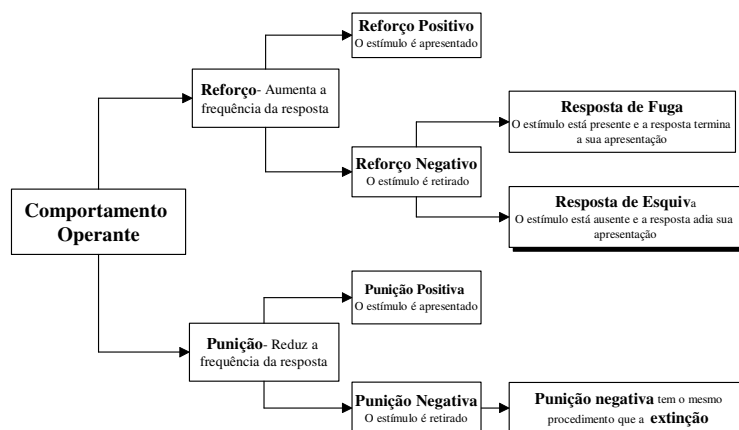 Reforço Positivo
O estímulo é apresentado
Reforço- Aumenta a
frequência da resposta
Resposta de Fuga
O estímulo está presente e a resposta termina
a sua apresentação
Reforço Negativo
O estímulo é retirado
Resposta de Esquiva
O estímulo está ausente e a resposta adia sua
apresentação
Comportamento
Operante
Punição Positiva
O estímulo é apresentado
Punição- Reduz a
frequência da resposta
Punição Negativa
O estímulo é retirado
Punição negativa tem o mesmo
procedimento que a extinção